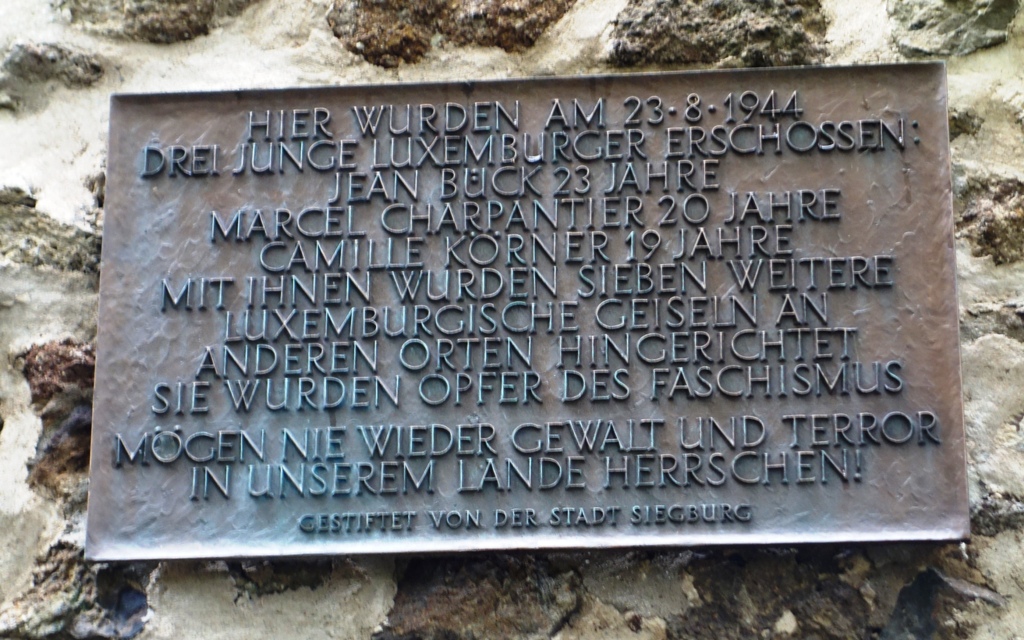 HIER WURDEN AM 23·8·1944
DREI JUNGE LUXEMBURGER ERSCHOSSEN:
JEAN BÜCK 23 JAHRE
MARCEL CHARPANTIER 20 JAHRE
CAMILLE KÖRNER 19 JAHRE
MIT IHNEN WURDEN SIEBEN WEITERE
LUXEMBURGISCHE GEISELN AN
ANDEREN ORTEN HINGERICHTET
SIE WURDEN OPFER DES FASCHISMUS
MÖGEN NIE WIEDER GEWALT UND TERROR
IN UNSEREM LANDE HERRSCHEN!
GESTIFTET VON DER STADT SIEGBURG